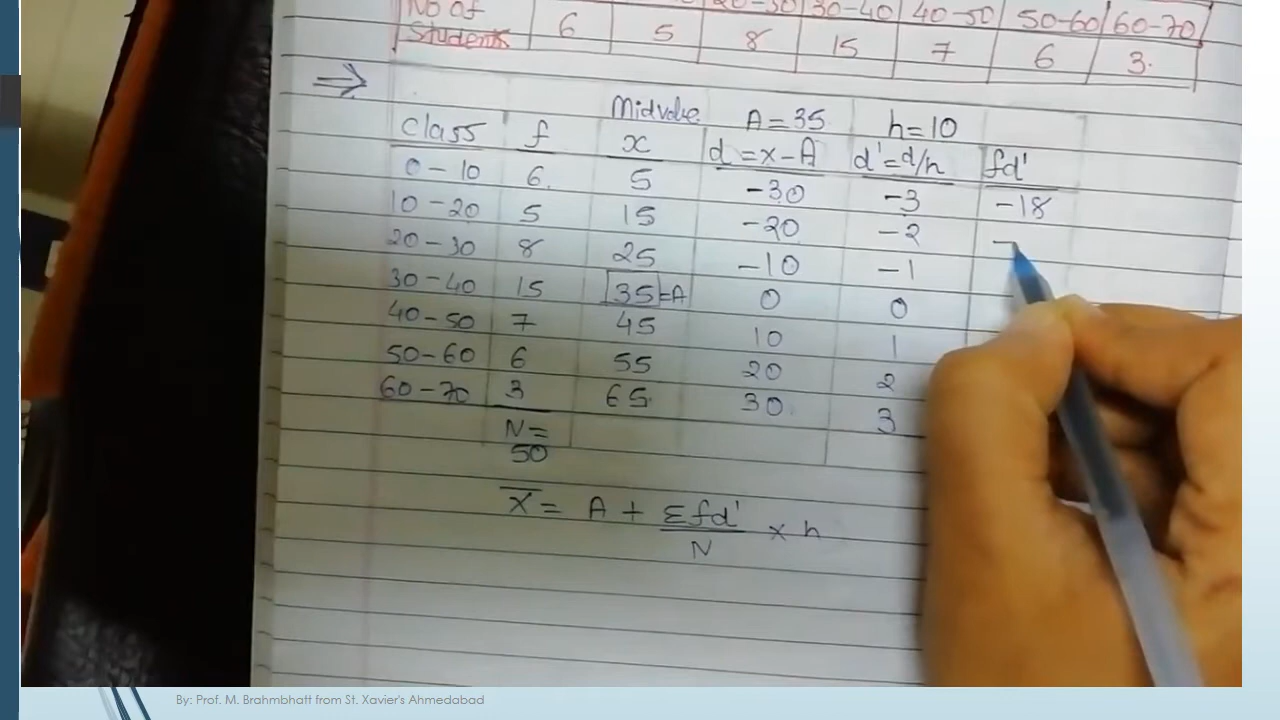 No of 20-30 30-40 40-50 50-60 60-70
Students 6 5 8 15 7 6 3.
⇒ Midvalue A = 35 h = 10
Class f x d = x - A d' = d/h fd'
0 - 10 6. 5 -30 -3 -18
10 - 20 5 15 -20 -2 -
20 - 30 8 25 -10 -1
30 - 40 15 35 = A 0 0
40 - 50 7 45 10 1
50 - 60 6 55 20 2
60 - 70 3 65. 30. 3
N =
50
x̄ = A + Σfd' / N × h
By: Prof. M. Brahmbhatt from St. Xavier's Ahmedabad